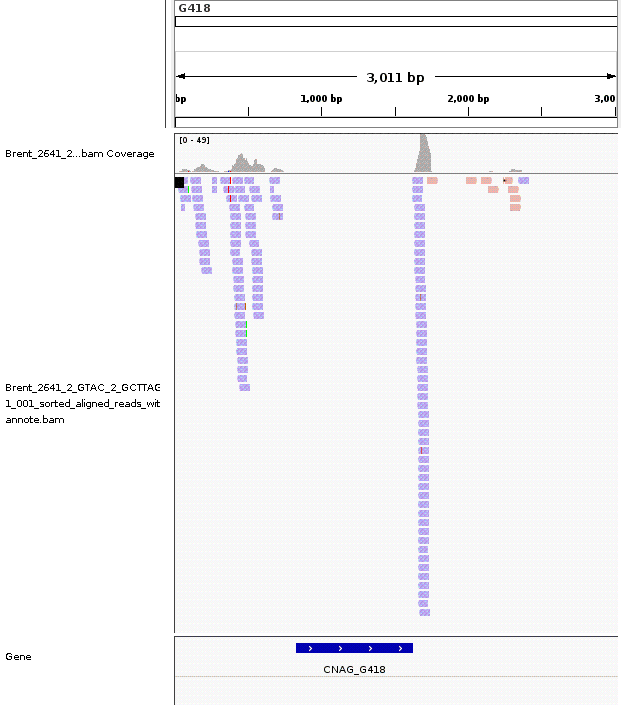 G418
3,011 bp
bp 1,000 bp 2,000 bp 3,00
[0 - 49]
Brent_2641_2...bam Coverage
Brent_2641_2_GTAC_2_GCTTAG
1_001_sorted_aligned_reads_wit
annote.bam
Gene
CNAG_G418